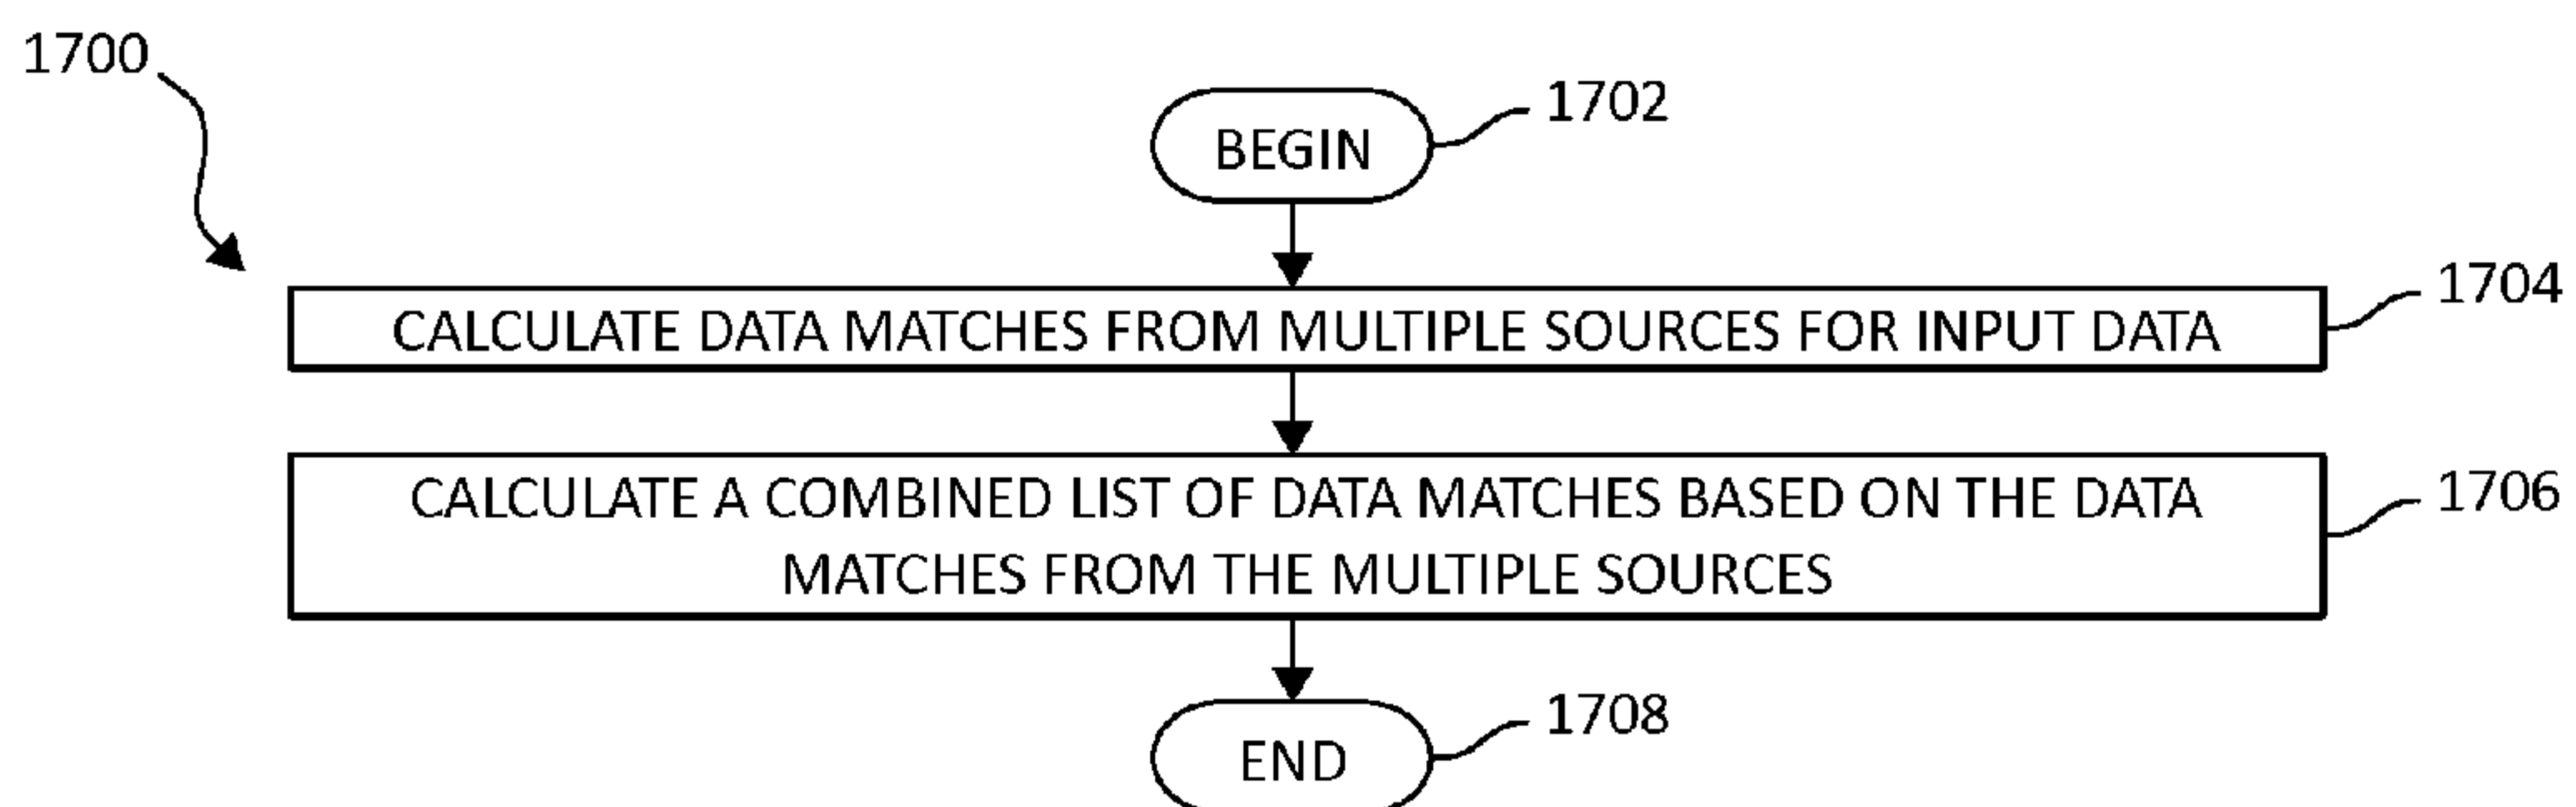 1700
BEGIN
1702
CALCULATE DATA MATCHES FROM MULTIPLE SOURCES FOR INPUT DATA
1704
CALCULATE A COMBINED LIST OF DATA MATCHES BASED ON THE DATA
MATCHES FROM THE MULTIPLE SOURCES
1706
END
1708